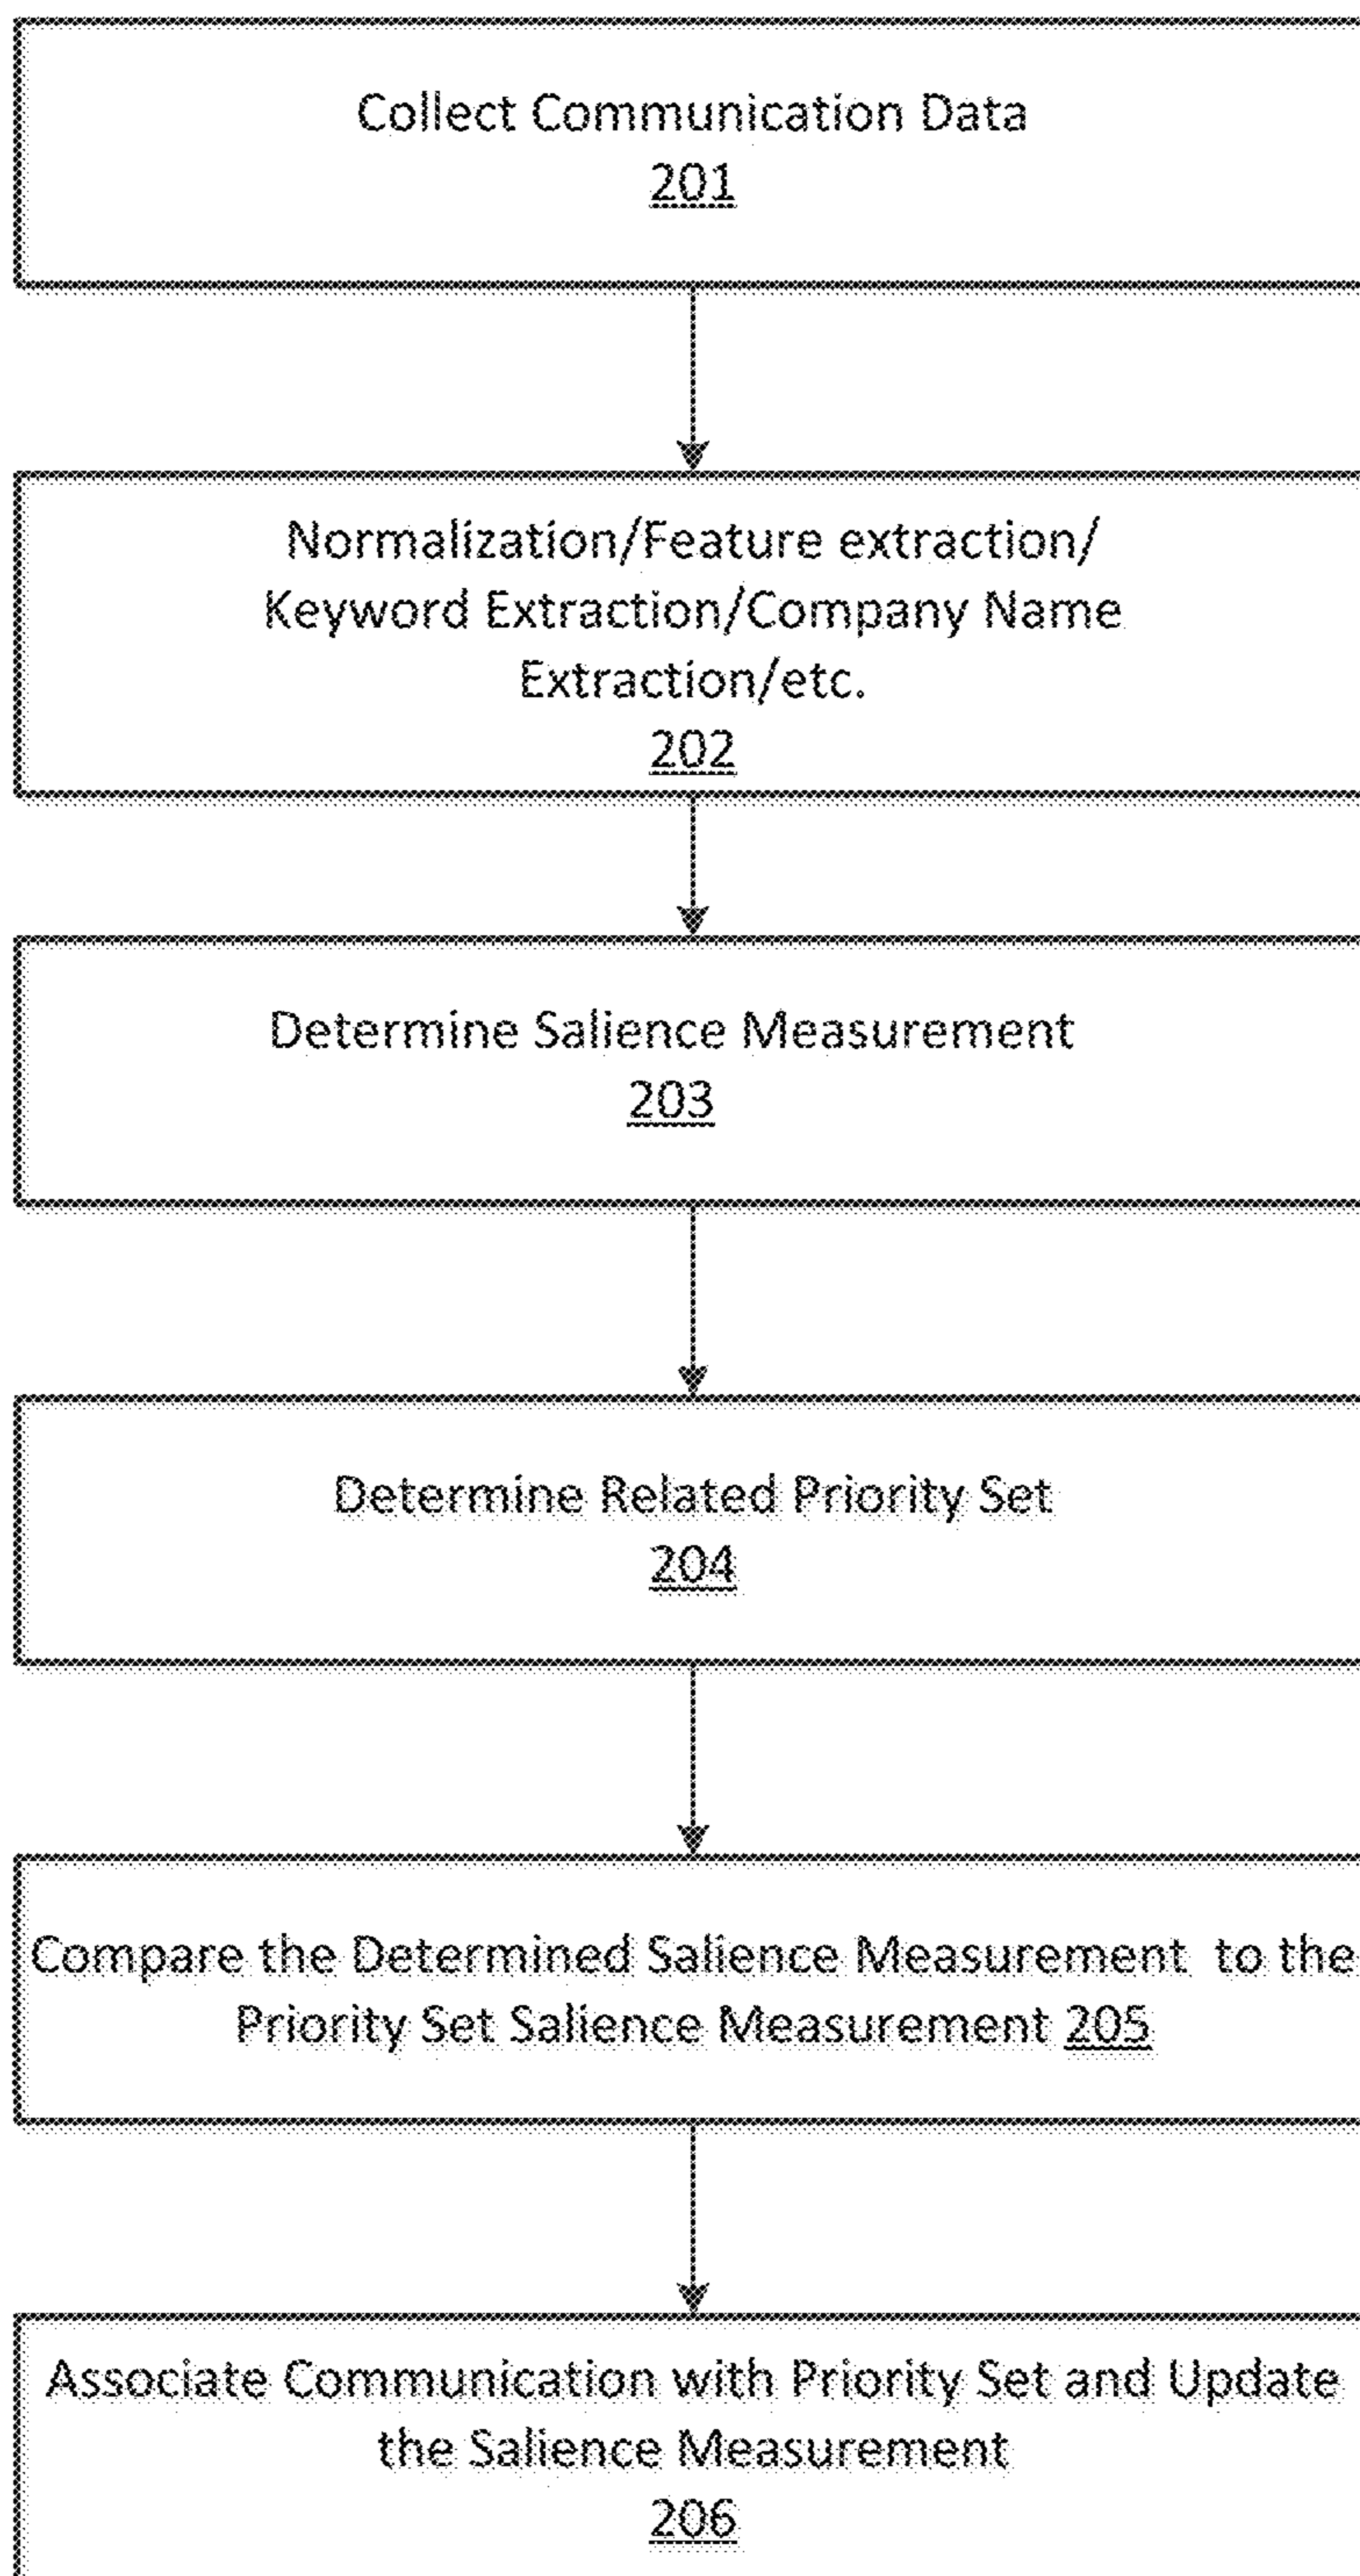 Collect Communication Data
201
Normalization/Feature extraction/
Keyword Extraction/Company Name
Extraction/etc.
202
Determine Salience Measurement
203
Determine Related Priority Set
204
Compare the Determined Salience Measurement to the
Priority Set Salience Measurement 205
Associate Communication with Priority Set and Update
the Salience Measurement
206